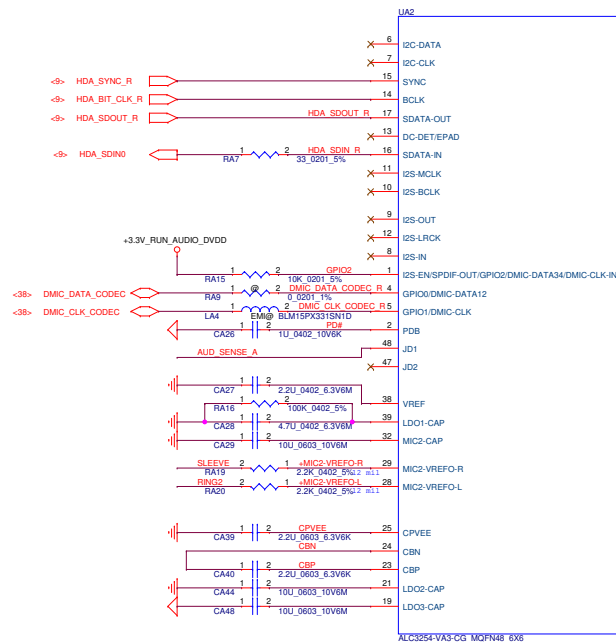 UA2
6 I2C-DATA
7 I2C-CLK
<9> HDA_SYNC_R 15 SYNC
<9> HDA_BIT_CLK_R 14 BCLK
<9> HDA_SDOUT_R HDA_SDOUT_R 17 SDATA-OUT
13 DC-DET/EPAD
<9> HDA_SDIN0 1 2 HDA_SDIN_R 16 SDATA-IN
RA7 33_0201_5%
11 I2S-MCLK
10 I2S-BCLK
9 I2S-OUT
12 I2S-LRCK
+3.3V_RUN_AUDIO_DVDD
8 I2S-IN
1 2 GPIO2 1 I2S-EN/SPDIF-OUT/GPIO2/DMIC-DATA34/DMIC-CLK-IN
RA15 10K_0201_5%
<38> DMIC_DATA_CODEC 1 @ 2 DMIC_DATA_CODEC_R 4 GPIO0/DMIC-DATA12
RA9 0_0201_1%
<38> DMIC_CLK_CODEC 1 2 DMIC_CLK_CODEC_R 5 GPIO1/DMIC-CLK
LA4 EMI@ BLM15PX331SN1D
1 2 PD# 2 PDB
CA26 1U_0402_10V6K
48 JD1
AUD_SENSE_A
47 JD2
1 2
CA27 2.2U_0402_6.3V6M 38 VREF
1 2
RA16 100K_0402_5%
1 2 39 LDO1-CAP
CA28 4.7U_0402_6.3V6M
1 2 32 MIC2-CAP
CA29 10U_0603_10V6M
SLEEVE 2 1 +MIC2-VREFO-R 29 MIC2-VREFO-R
RA19 2.2K_0402_5% 12 mil
RING2 2 1 +MIC2-VREFO-L 28 MIC2-VREFO-L
RA20 2.2K_0402_5% 12 mil
1 2 CPVEE 25 CPVEE
CA39 2.2U_0603_6.3V6K
CBN 24 CBN
1 2 CBP 23 CBP
CA40 2.2U_0603_6.3V6K
1 2 21 LDO2-CAP
CA44 10U_0603_10V6M
1 2 19 LDO3-CAP
CA48 10U_0603_10V6M
ALC3254-VA3-CG_MQFN48_6X6